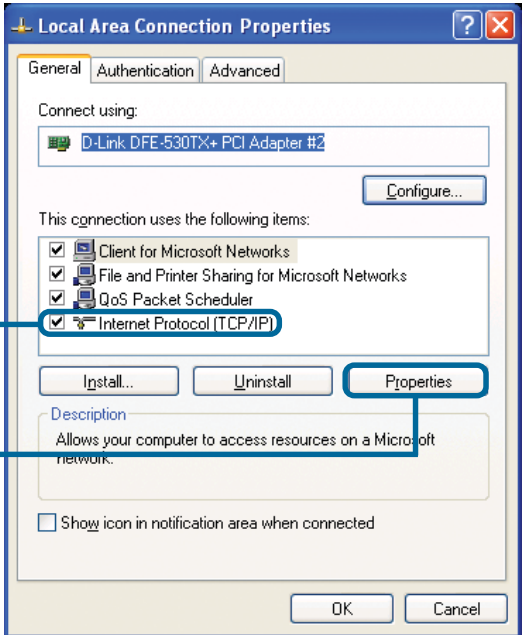 Local Area Connection Properties
General Authentication Advanced
Connect using:
D-Link DFE-530TX+ PCI Adapter #2
Configure...
This connection uses the following items:
Client for Microsoft Networks
File and Printer Sharing for Microsoft Networks
QoS Packet Scheduler
Internet Protocol (TCP/IP)
Install... Uninstall Properties
Description
Allows your computer to access resources on a Microsoft
network.
Show icon in notification area when connected
OK Cancel